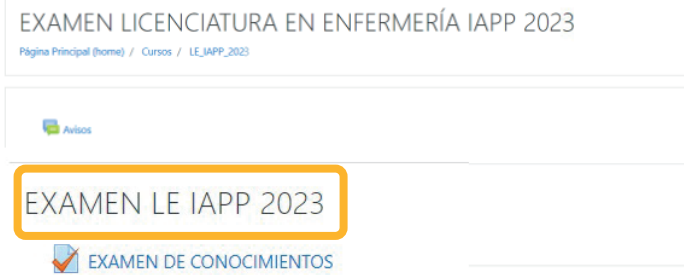 EXAMEN LICENCIATURA EN ENFERMERÍA IAPP 2023
Página Principal (home) / Cursos / LE_IAPP_2023
Avisos
EXAMEN LE IAPP 2023
EXAMEN DE CONOCIMIENTOS